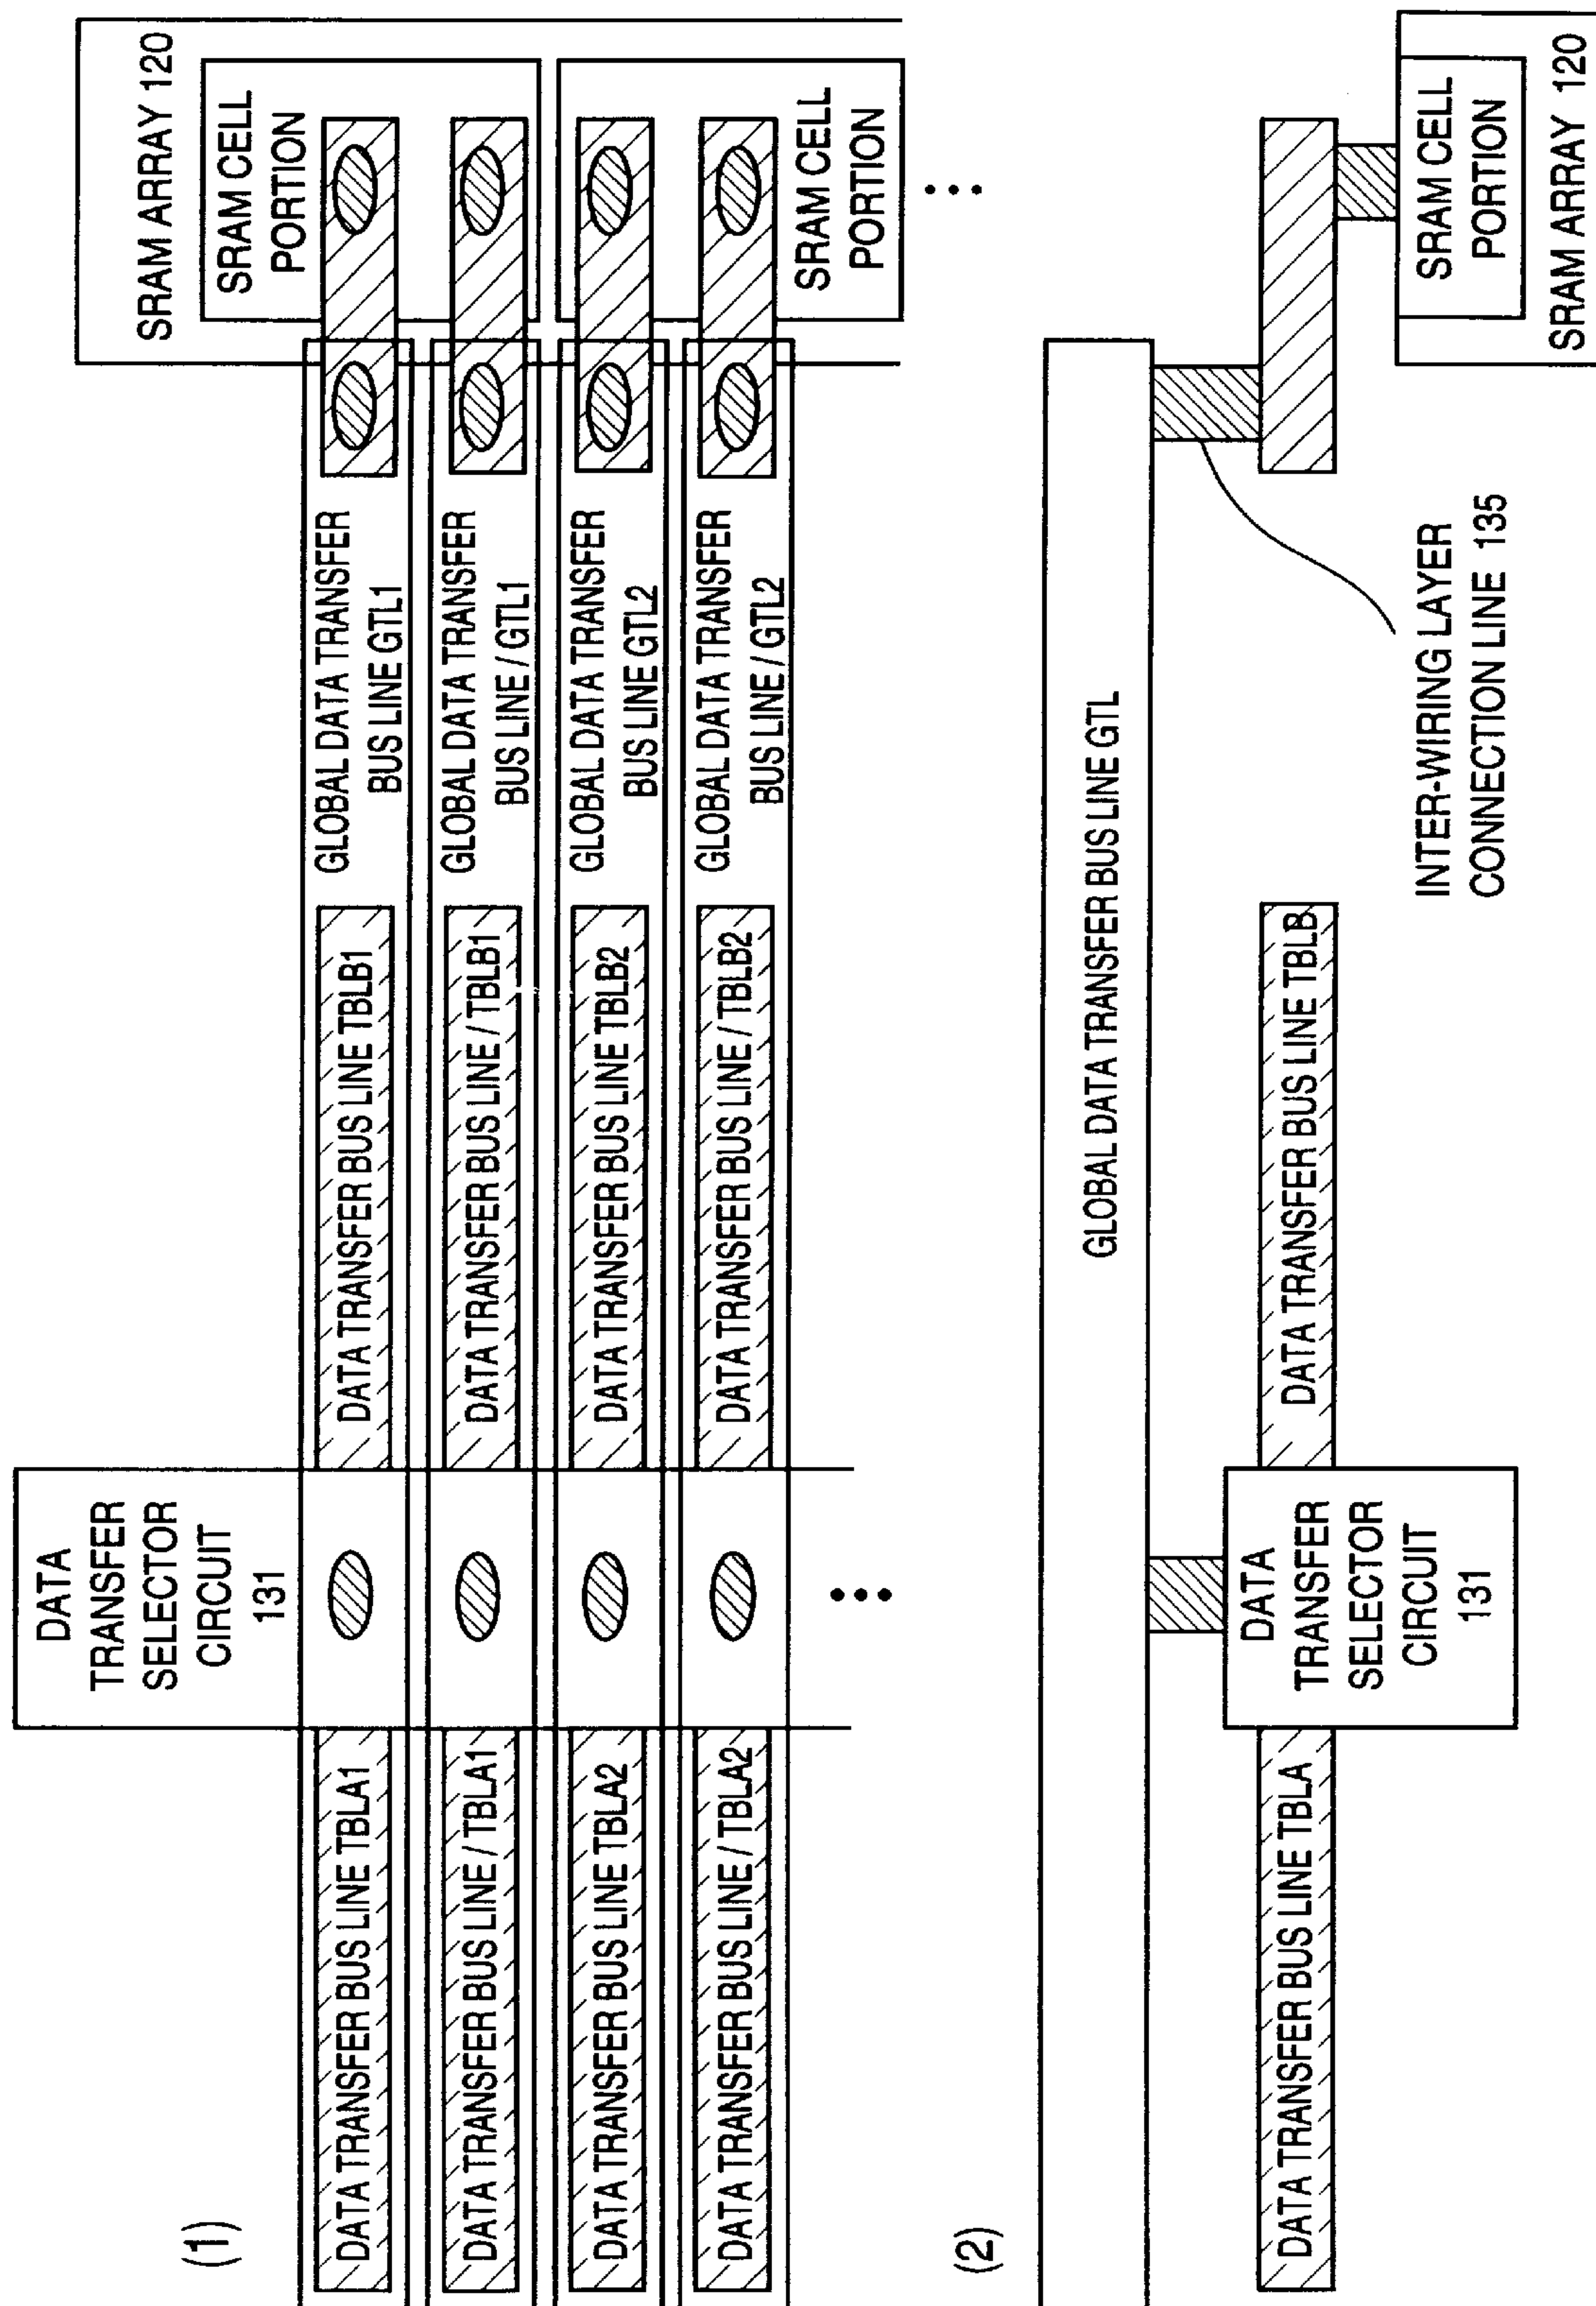 (1)
DATA
TRANSFER
SELECTOR
CIRCUIT
131
SRAM ARRAY 120
SRAM CELL
PORTION
DATA TRANSFER BUS LINE TBLA1
DATA TRANSFER BUS LINE TBLB1
GLOBAL DATA TRANSFER
BUS LINE GTL1
DATA TRANSFER BUS LINE / TBLA1
DATA TRANSFER BUS LINE / TBLB1
GLOBAL DATA TRANSFER
BUS LINE / GTL1
DATA TRANSFER BUS LINE TBLA2
DATA TRANSFER BUS LINE TBLB2
GLOBAL DATA TRANSFER
BUS LINE GTL2
DATA TRANSFER BUS LINE / TBLA2
DATA TRANSFER BUS LINE / TBLB2
GLOBAL DATA TRANSFER
BUS LINE / GTL2
SRAM CELL
PORTION
(2)
GLOBAL DATA TRANSFER BUS LINE GTL
DATA TRANSFER BUS LINE TBLA
DATA
TRANSFER
SELECTOR
CIRCUIT
131
DATA TRANSFER BUS LINE TBLB
INTER-WIRING LAYER
CONNECTION LINE 135
SRAM CELL
PORTION
SRAM ARRAY 120